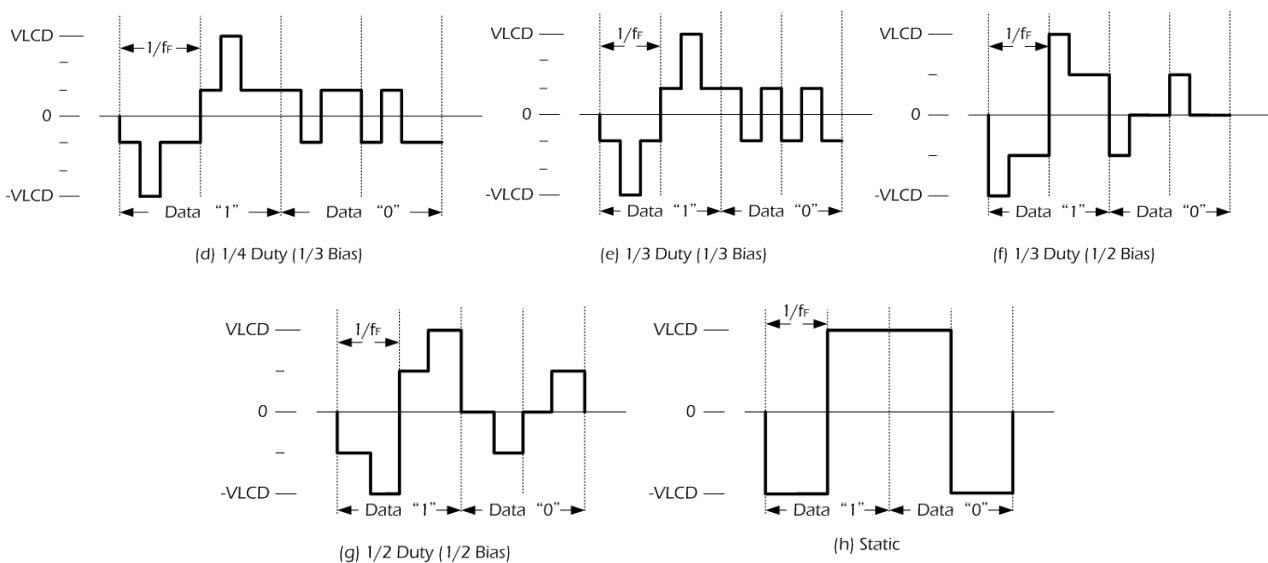 VLCD
1/fF
0
-VLCD
Data "1"
Data "0"
(d) 1/4 Duty (1/3 Bias)
VLCD
1/fF
0
-VLCD
Data "1"
Data "0"
(e) 1/3 Duty (1/3 Bias)
VLCD
1/fF
0
-VLCD
Data "1"
Data "0"
(f) 1/3 Duty (1/2 Bias)
VLCD
1/fF
0
-VLCD
Data "1"
Data "0"
(g) 1/2 Duty (1/2 Bias)
VLCD
1/fF
0
-VLCD
Data "1"
Data "0"
(h) Static